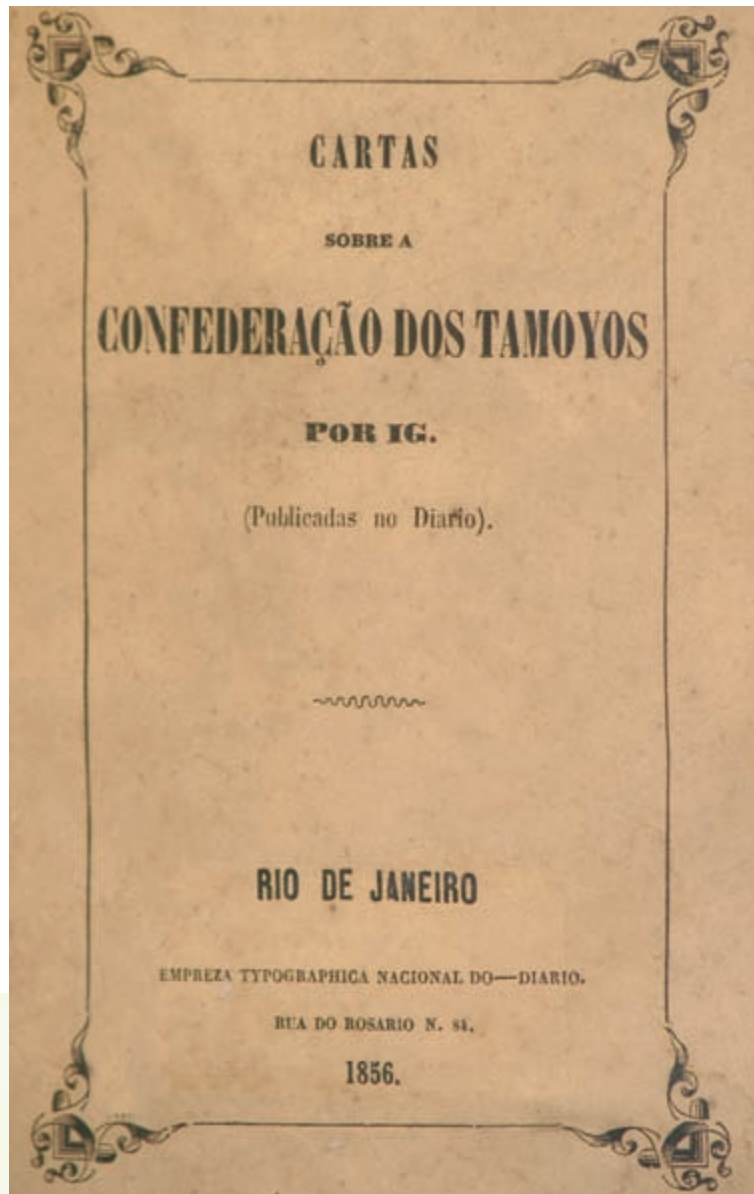 CARTAS
SOBRE A
CONFEDERAÇÃO DOS TAMOYOS
POR IG.
(Publicadas no Diario).
RIO DE JANEIRO
EMPREZA TYPOGRAPHICA NACIONAL DO—DIARIO.
RUA DO ROSARIO N. 84.
1856.